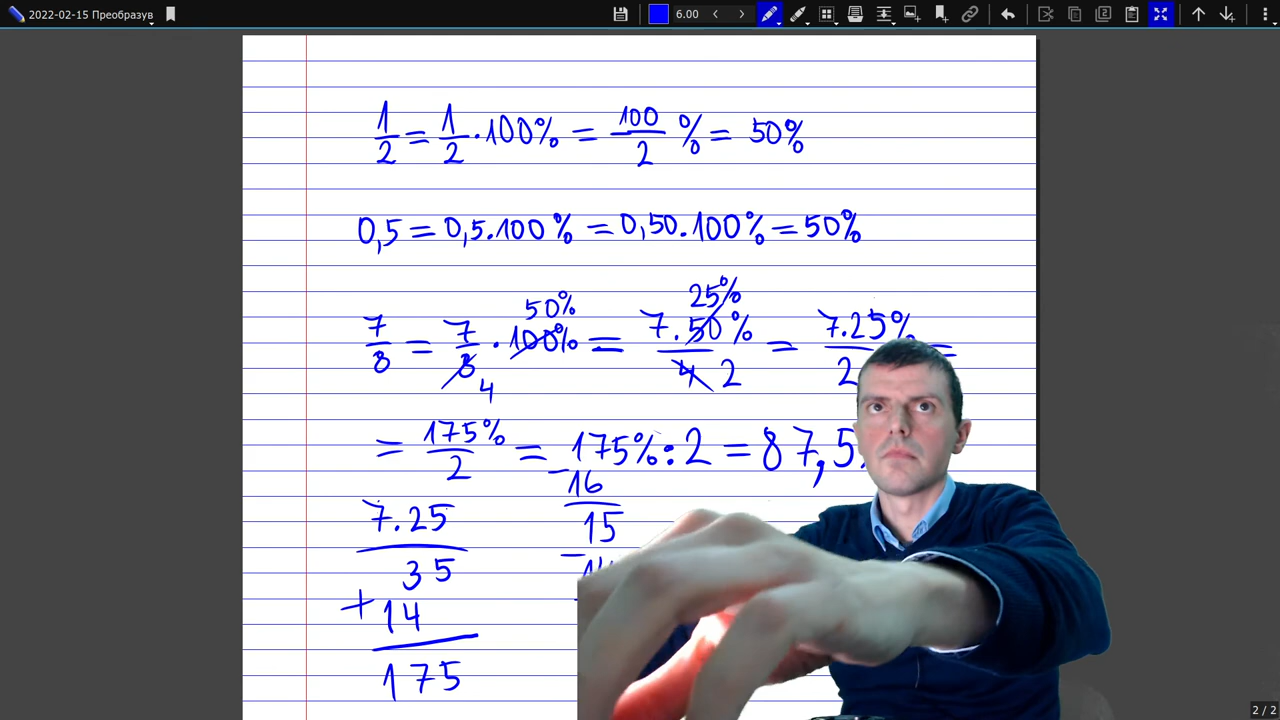 2022-02-15 Преобразув
6.00
1/2 = 1/2 · 100% = 100/2 % = 50%
0,5 = 0,5.100% = 0,50.100% = 50%
50% 25%
7/8 = 7/8 · 100% = 7.50%/4 2 = 7.25%/2 =
4
= 175%/2 = 175% : 2 = 87,5
-16
7.25 15
35
+14
175
2 / 2